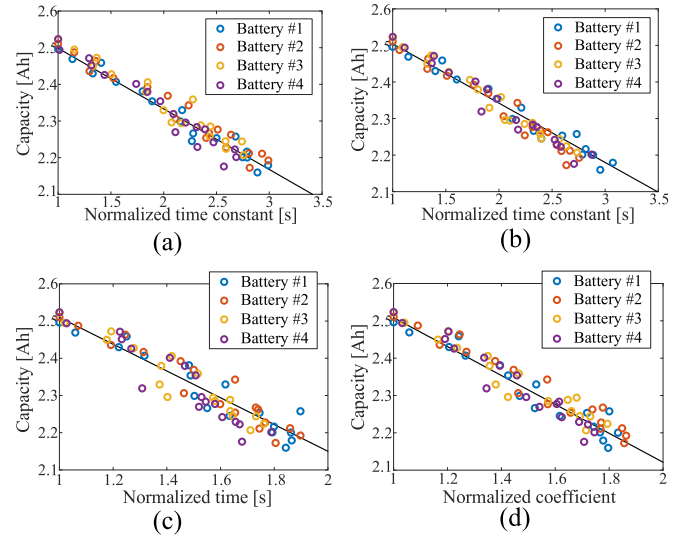 2.6
2.5
2.4
2.3
2.2
2.1
Capacity [Ah]
1
1.5
2
2.5
3
3.5
Normalized time constant [s]
Battery #1
Battery #2
Battery #3
Battery #4
(a)
2.6
2.5
2.4
2.3
2.2
2.1
Capacity [Ah]
1
1.5
2
2.5
3
3.5
Normalized time constant [s]
Battery #1
Battery #2
Battery #3
Battery #4
(b)
2.6
2.5
2.4
2.3
2.2
2.1
Capacity [Ah]
1
1.2
1.4
1.6
1.8
2
Normalized time [s]
Battery #1
Battery #2
Battery #3
Battery #4
(c)
2.6
2.5
2.4
2.3
2.2
2.1
Capacity [Ah]
1
1.2
1.4
1.6
1.8
2
Normalized coefficient
Battery #1
Battery #2
Battery #3
Battery #4
(d)